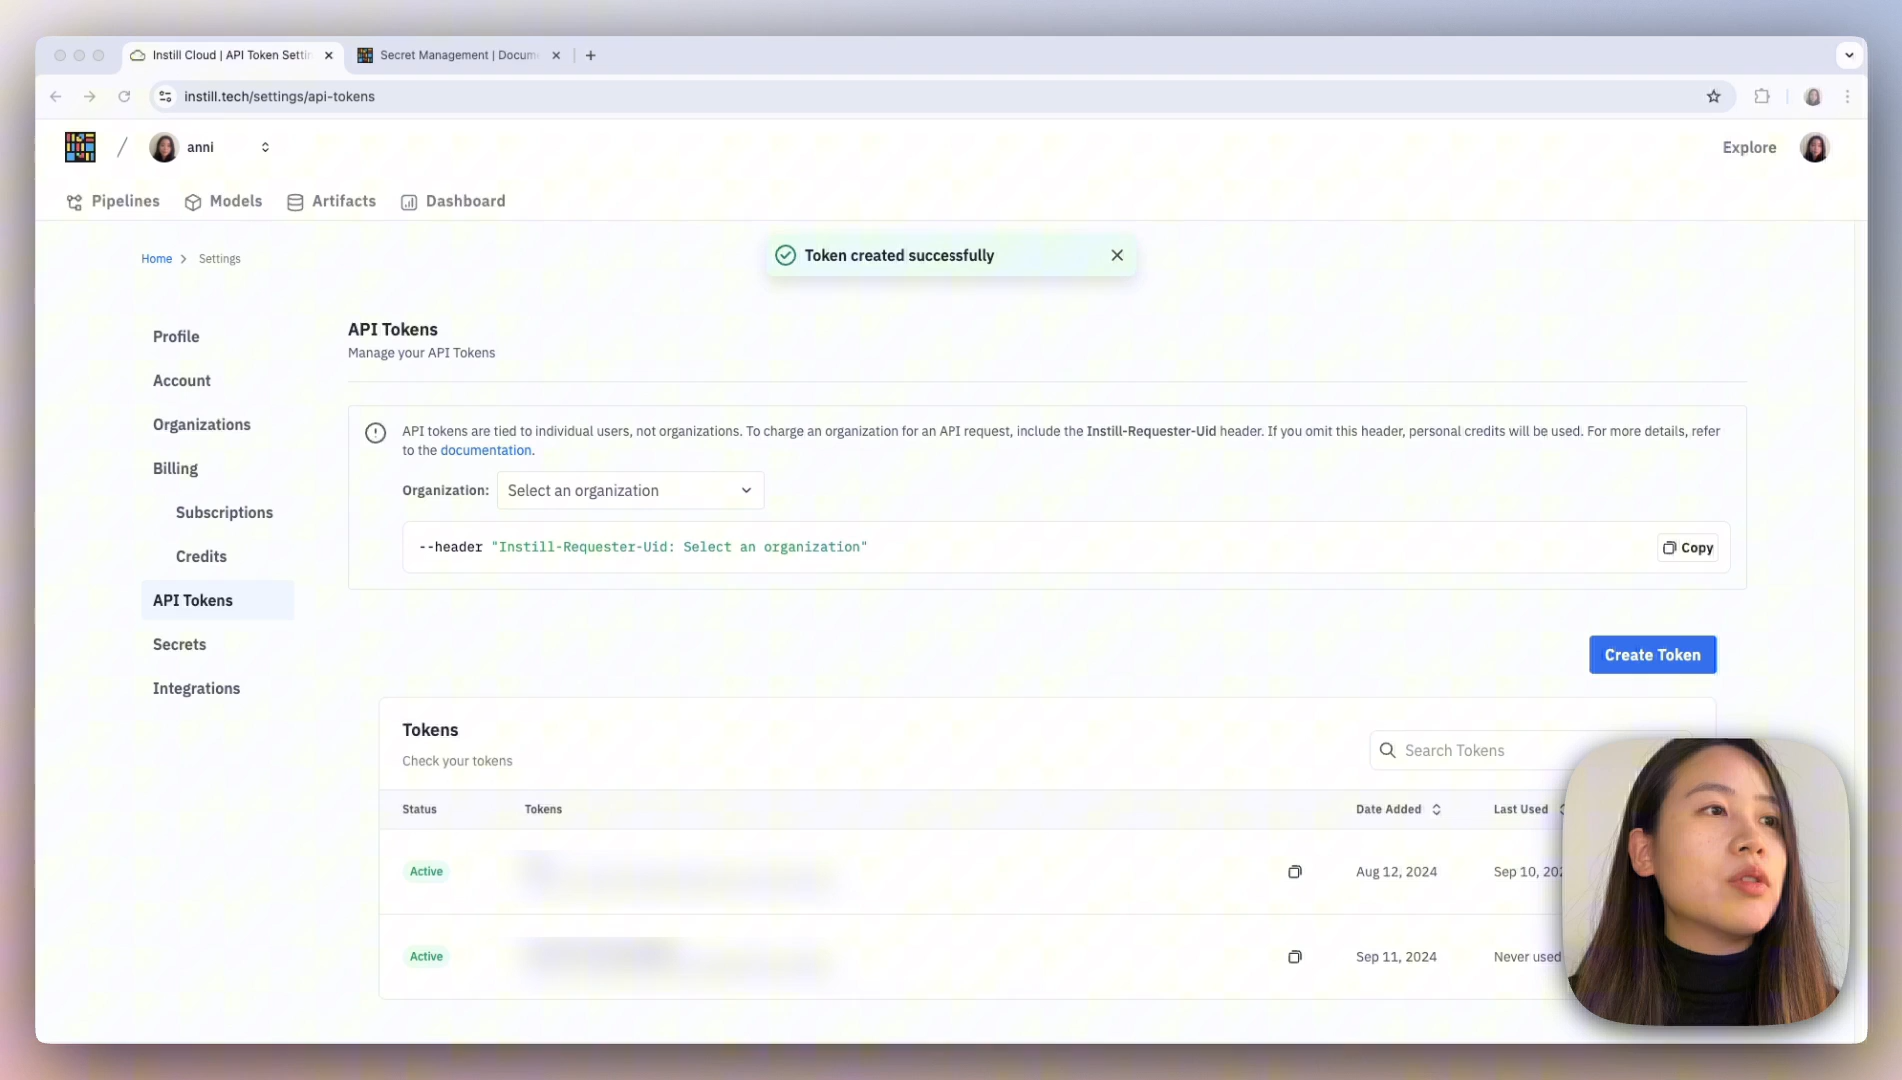 Instill Cloud | API Token Settin
Secret Management | Docum
instill.tech/settings/api-tokens
/ anni
Explore
Pipelines
Models
Artifacts
Dashboard
Home > Settings
Token created successfully
Profile
Account
Organizations
Billing
Subscriptions
Credits
API Tokens
Secrets
Integrations
API Tokens
Manage your API Tokens
API tokens are tied to individual users, not organizations. To charge an organization for an API request, include the Instill-Requester-Uid header. If you omit this header, personal credits will be used. For more details, refer
to the documentation.
Organization: Select an organization
--header "Instill-Requester-Uid: Select an organization"
Copy
Create Token
Tokens
Check your tokens
Search Tokens
Status Tokens Date Added Last Used
Active Aug 12, 2024 Sep 10, 202
Active Sep 11, 2024 Never used